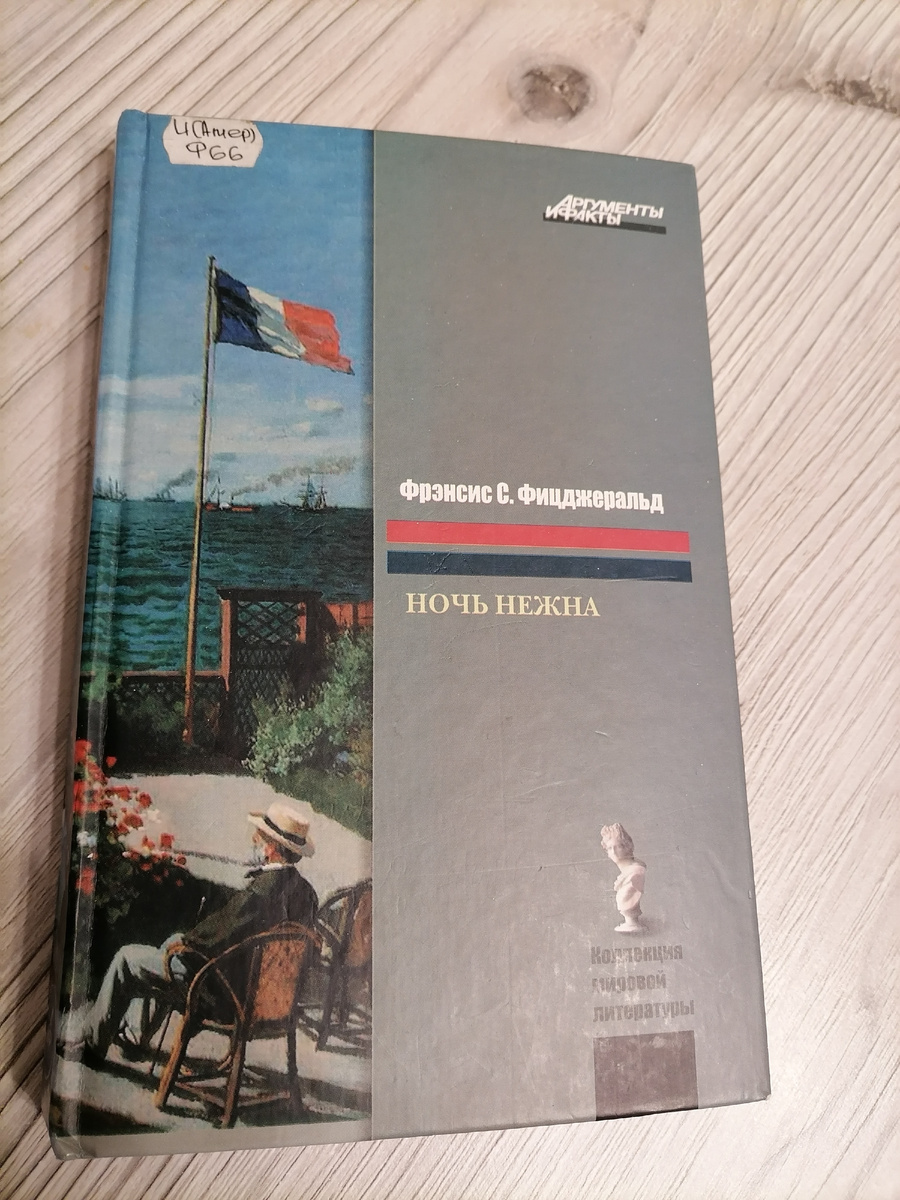 И(Амер)
Ф66
АРГУМЕНТЫ
И ФАКТЫ
Фрэнсис С. Фицджеральд
НОЧЬ НЕЖНА
Коллекция
мировой
литературы